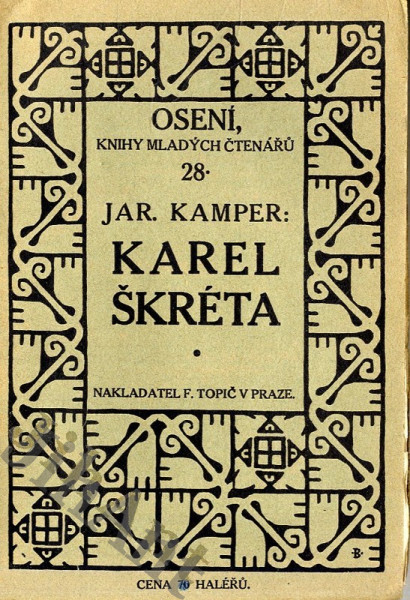 OSENÍ,
KNIHY MLADÝCH ČTENÁŘŮ
28·
JAR. KAMPER:
KAREL
ŠKRÉTA
NAKLADATEL F. TOPIČ V PRAZE.
CENA 70 HALÉŘŮ.